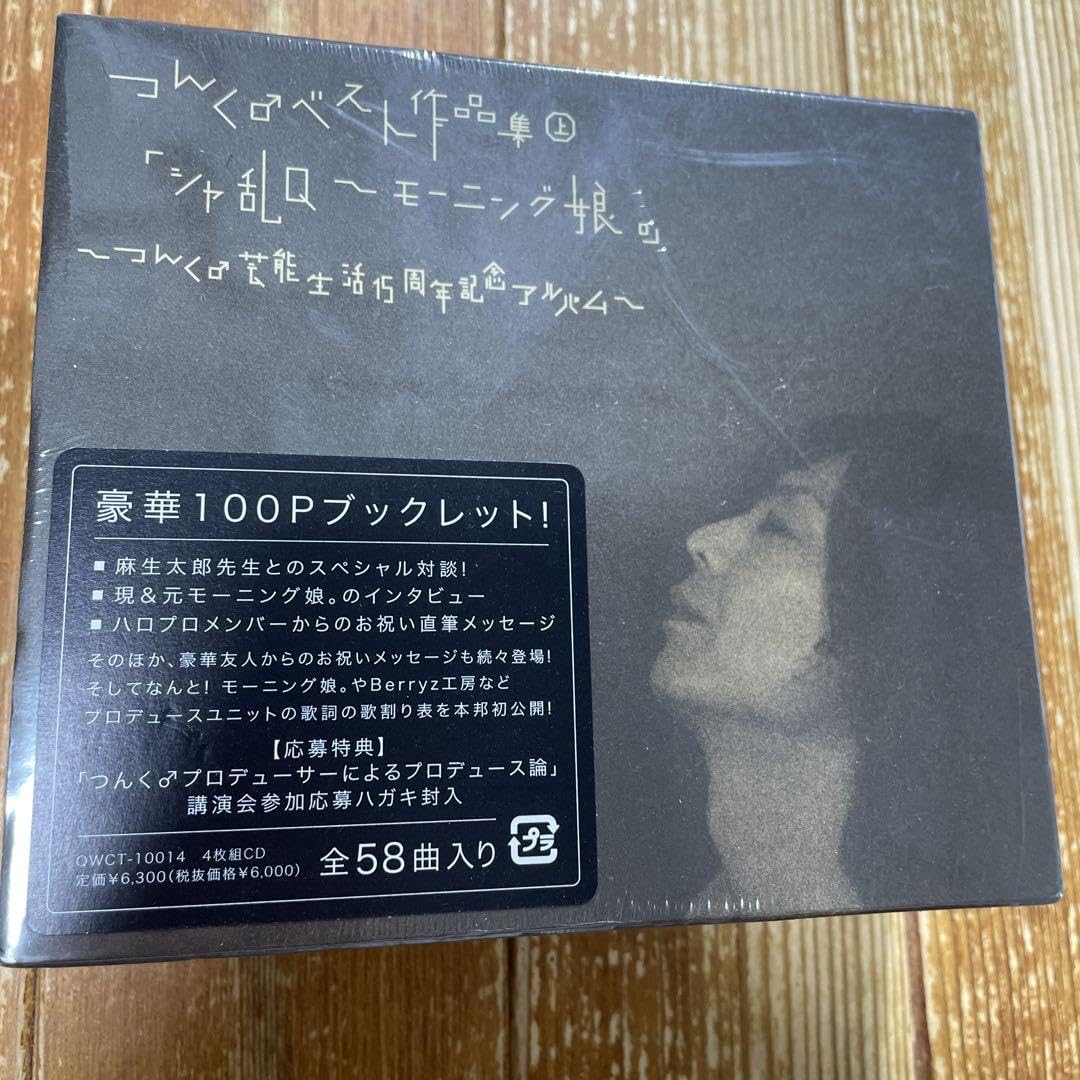 つんく♂ベスト作品集㊤
「シャ乱Q〜モーニング娘。」
〜つんく♂芸能生活15周年記念アルバム〜
豪華100Pブックレット!
■ 麻生太郎先生とのスペシャル対談!
■ 現&元モーニング娘。のインタビュー
■ ハロプロメンバーからのお祝い直筆メッセージ
そのほか、豪華友人からのお祝いメッセージも続々登場!
そしてなんと! モーニング娘。やBerryz工房など
プロデュースユニットの歌詞の歌割り表を本邦初公開!
【応募特典】
「つんく♂プロデューサーによるプロデュース論」
講演会参加応募ハガキ封入
QWCT-10014 4枚組CD
定価¥6,300(税抜価格¥6,000)
全58曲入り
プラ